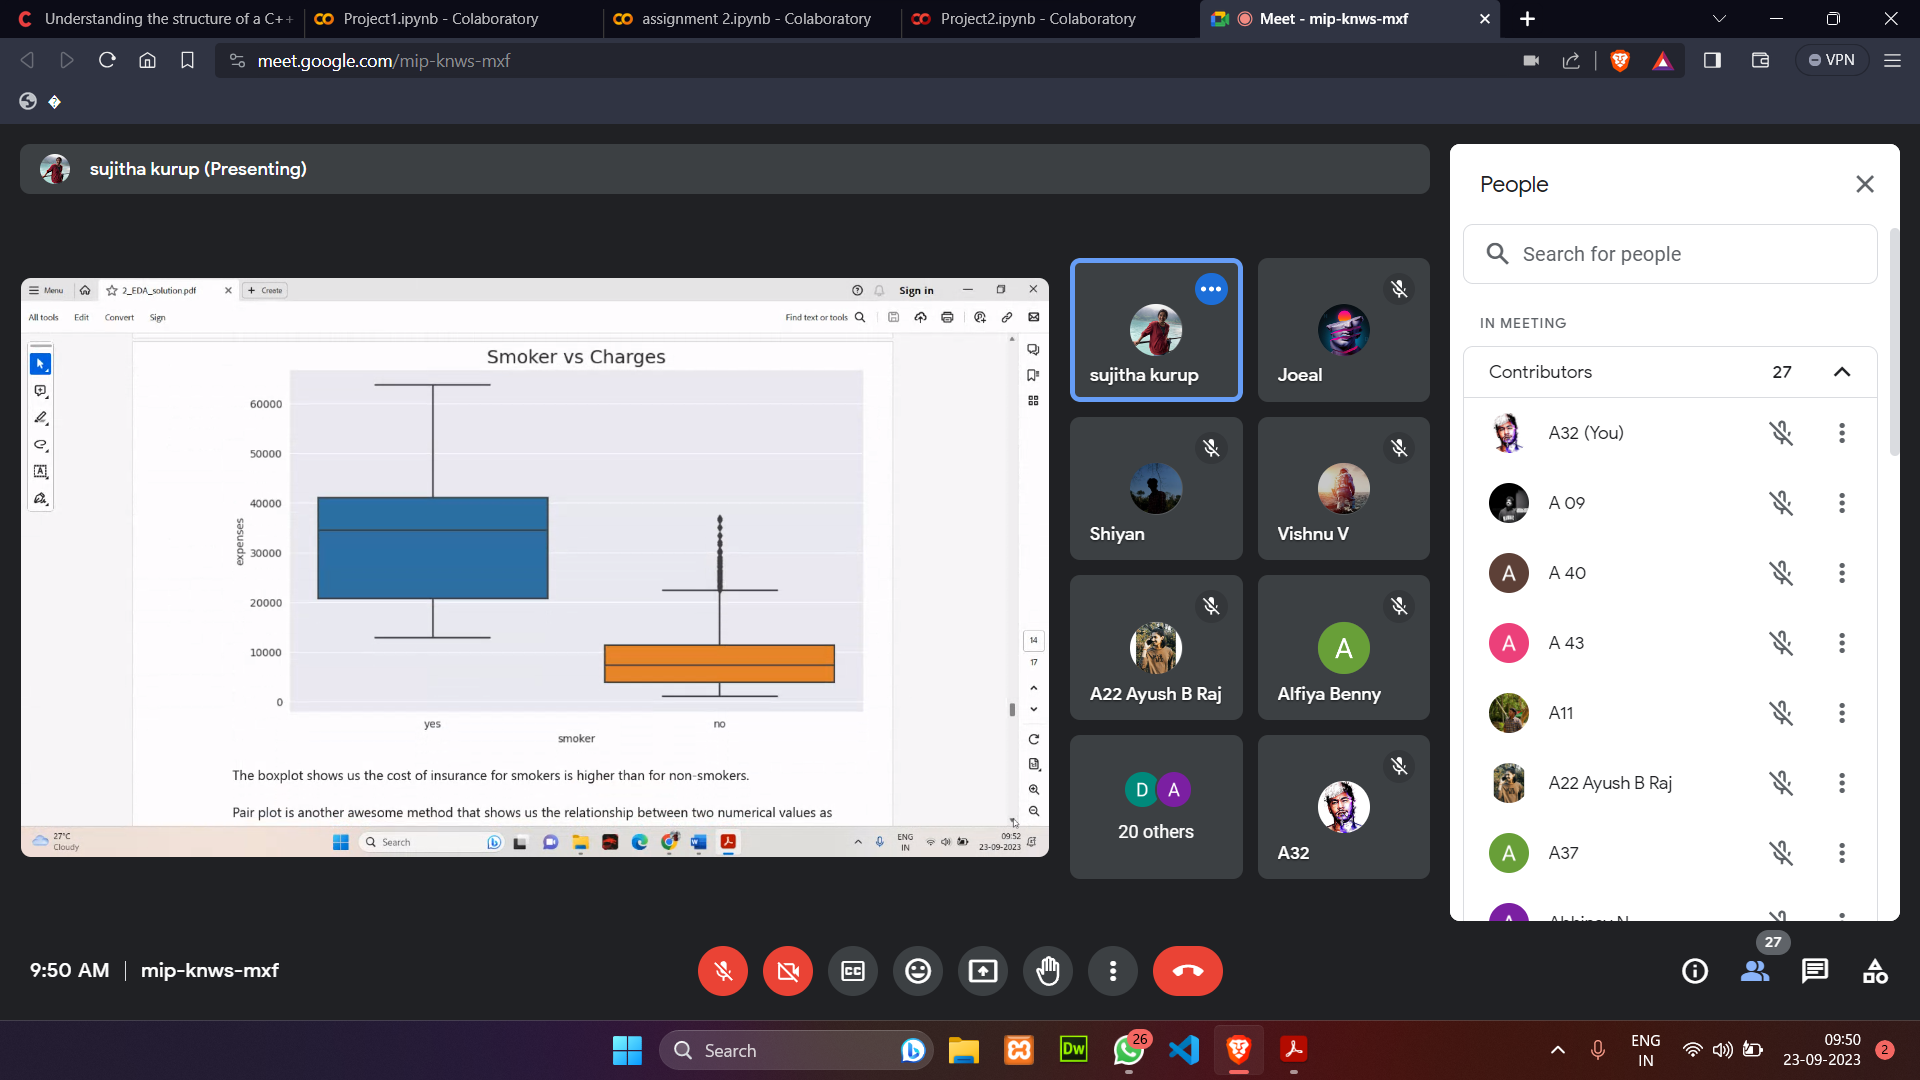 Understanding the structure of a C++
Project1.ipynb - Colaboratory
assignment 2.ipynb - Colaboratory
Project2.ipynb - Colaboratory
Meet - mip-knws-mxf
meet.google.com/mip-knws-mxf
VPN
sujitha kurup (Presenting)
Menu
2_EDA_solution.pdf
Create
Sign in
All tools
Edit
Convert
Sign
Find text or tools
Smoker vs Charges
60000
50000
40000
30000
20000
10000
0
expenses
yes
no
smoker
The boxplot shows us the cost of insurance for smokers is higher than for non-smokers.
Pair plot is another awesome method that shows us the relationship between two numerical values as
14
17
27°C
Cloudy
Search
ENG
IN
09:52
23-09-2023
sujitha kurup
Joeal
Shiyan
Vishnu V
A22 Ayush B Raj
A
Alfiya Benny
D
A
20 others
A32
People
Search for people
IN MEETING
Contributors
27
A32 (You)
A 09
A
A 40
A
A 43
A11
A22 Ayush B Raj
A
A37
9:50 AM
mip-knws-mxf
CC
27
Search
Dw
26
ENG
IN
09:50
23-09-2023
2